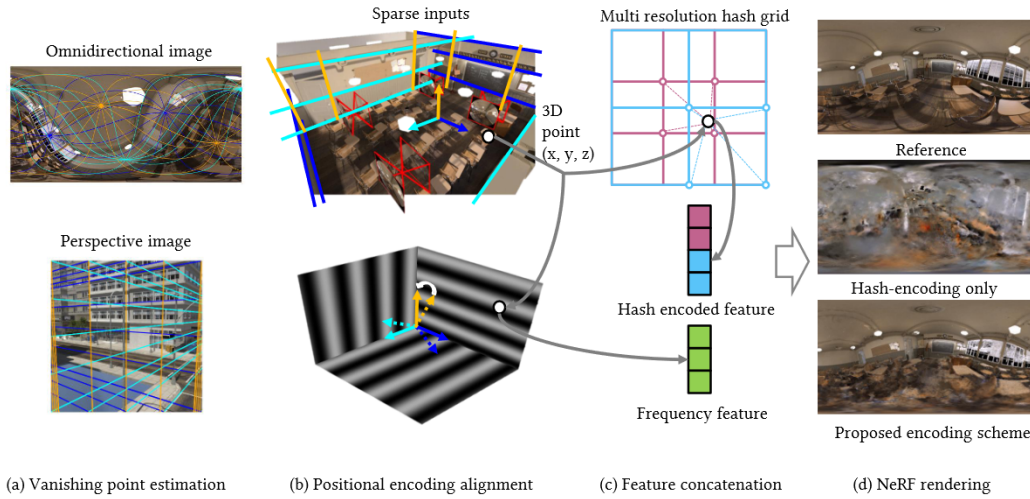 Omnidirectional image
Perspective image
(a) Vanishing point estimation
Sparse inputs
3D
point
(x, y, z)
(b) Positional encoding alignment
Multi resolution hash grid
Hash encoded feature
Frequency feature
(c) Feature concatenation
Reference
Hash-encoding only
Proposed encoding scheme
(d) NeRF rendering